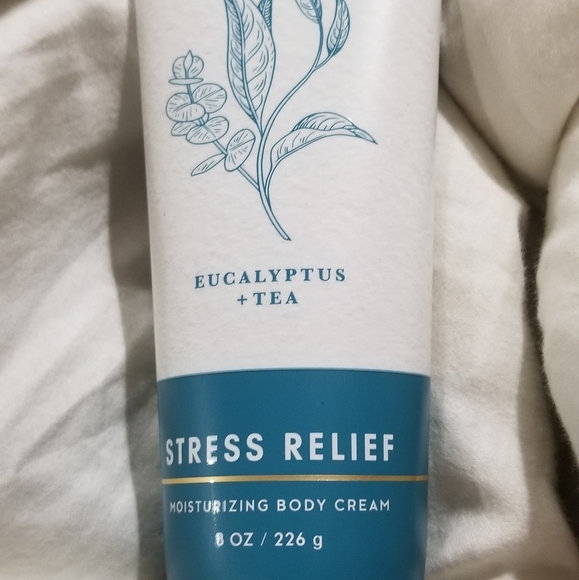 EUCALYPTUS
+ TEA
STRESS RELIEF
MOISTURIZING BODY CREAM
8 OZ / 226 g